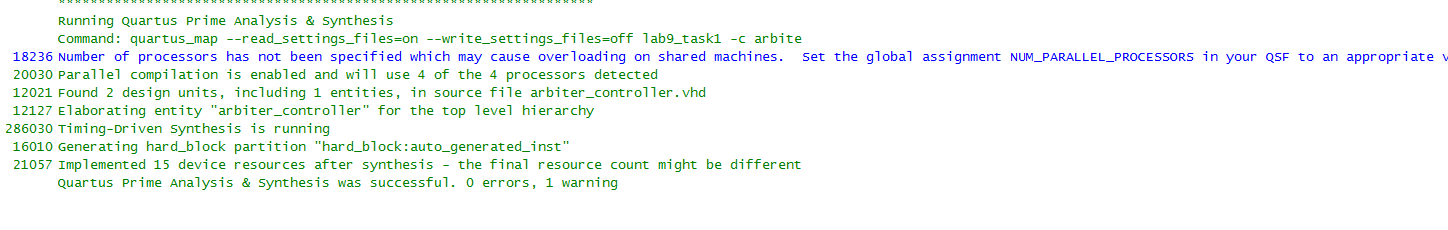 *******************************************************************
Running Quartus Prime Analysis & Synthesis
Command: quartus_map --read_settings_files=on --write_settings_files=off lab9_task1 -c arbite
18236 Number of processors has not been specified which may cause overloading on shared machines.  Set the global assignment NUM_PARALLEL_PROCESSORS in your QSF to an appropriate v
20030 Parallel compilation is enabled and will use 4 of the 4 processors detected
12021 Found 2 design units, including 1 entities, in source file arbiter_controller.vhd
12127 Elaborating entity "arbiter_controller" for the top level hierarchy
286030 Timing-Driven Synthesis is running
16010 Generating hard_block partition "hard_block:auto_generated_inst"
21057 Implemented 15 device resources after synthesis - the final resource count might be different
Quartus Prime Analysis & Synthesis was successful. 0 errors, 1 warning